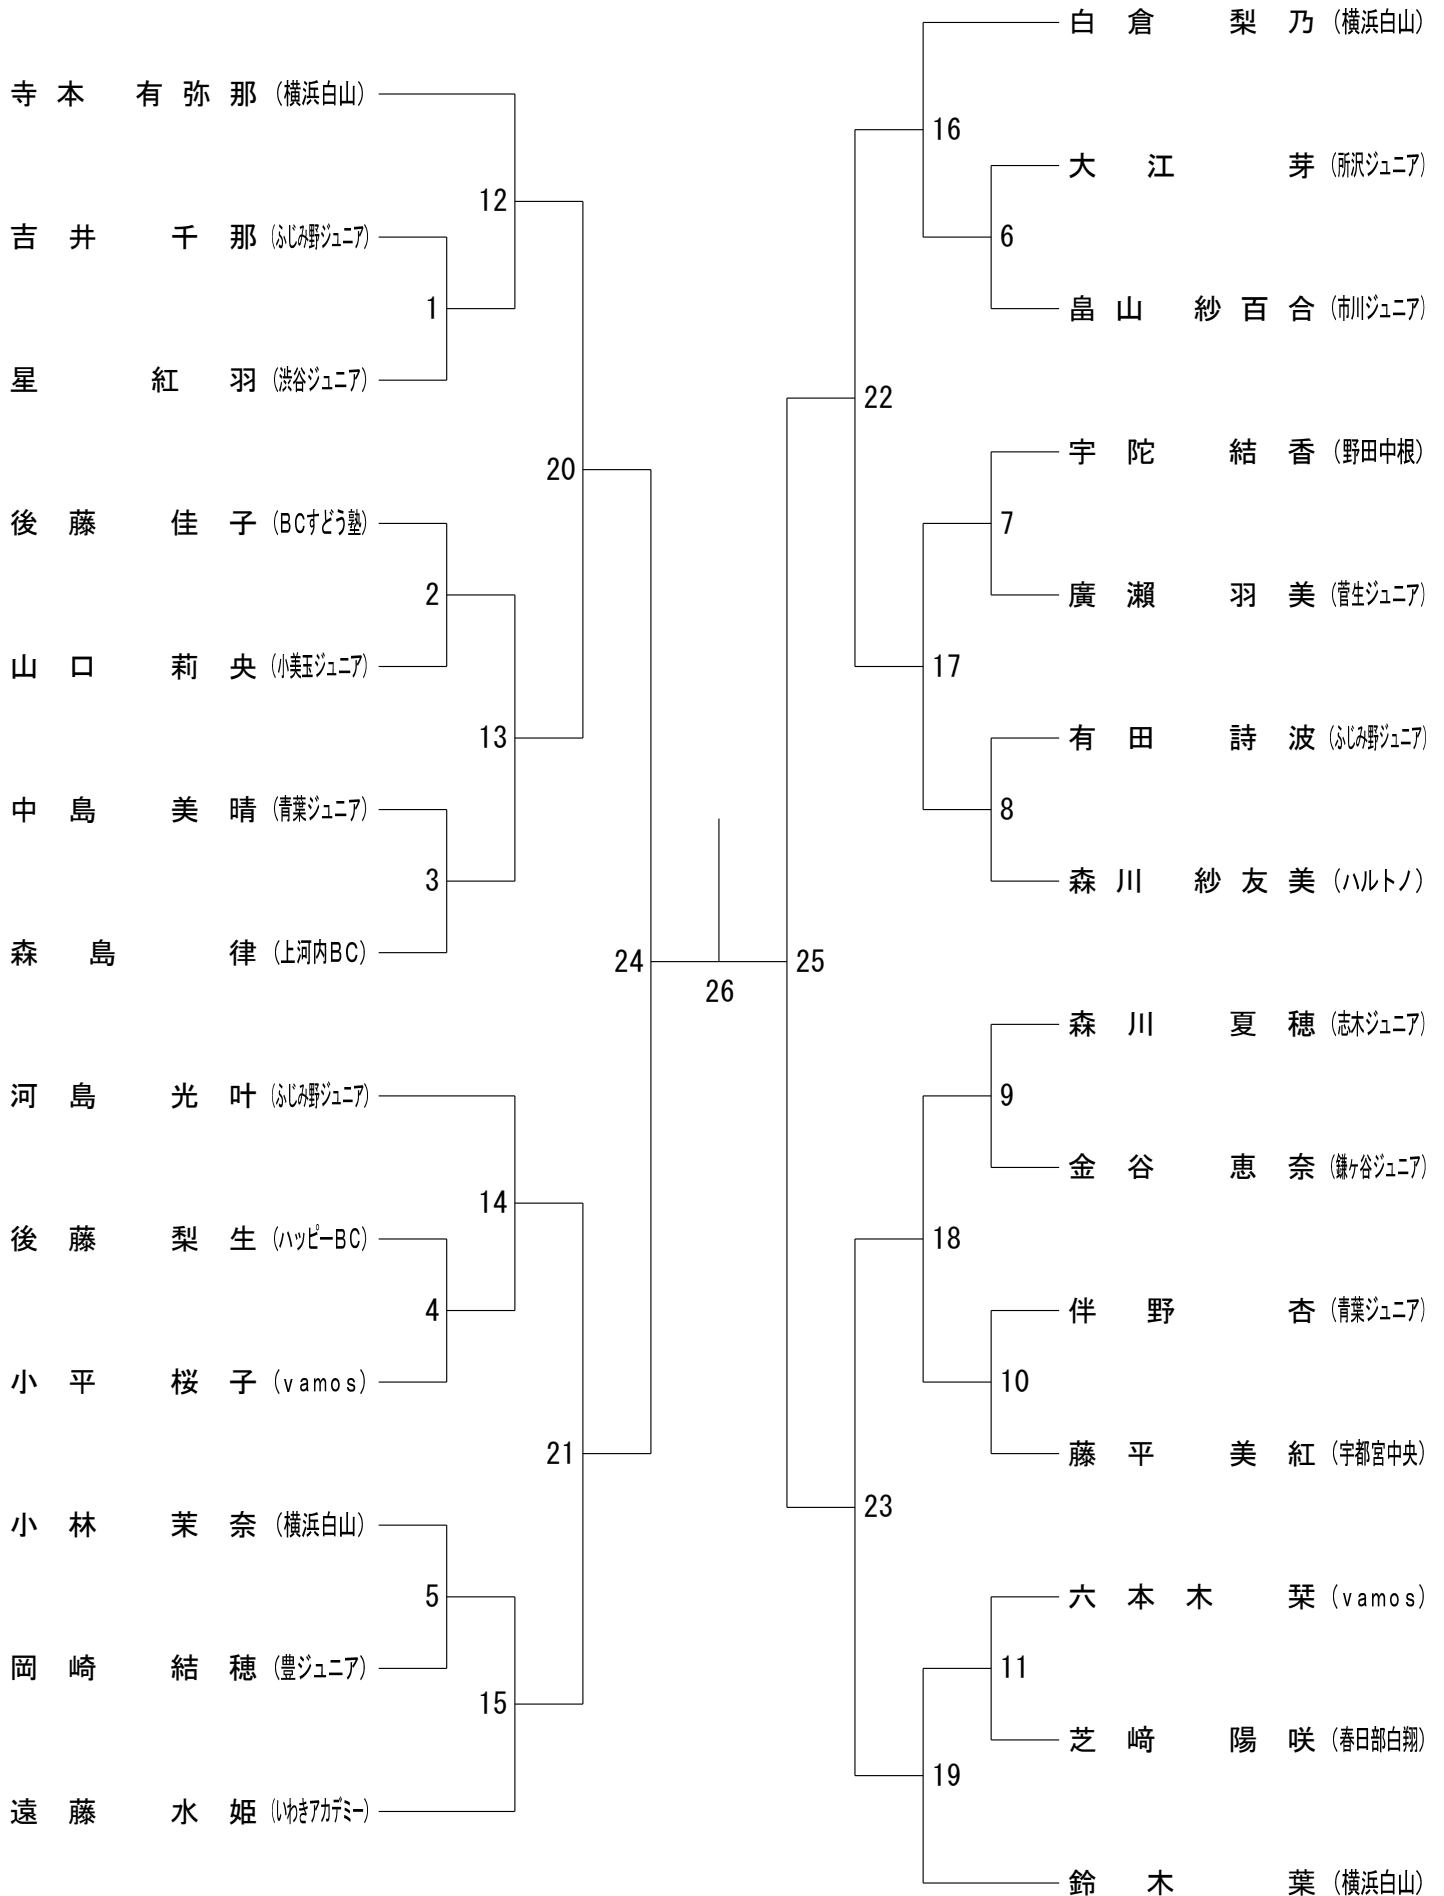 寺本 有弥那 (横浜白山)
12
吉井 千那 (ふじみ野ジュニア)
1
星 紅羽 (渋谷ジュニア)
20
後藤 佳子 (BCすどう塾)
2
山口 莉央 (小美玉ジュニア)
13
中島 美晴 (青葉ジュニア)
3
森島 律 (上河内BC)
24
26
河島 光叶 (ふじみ野ジュニア)
14
後藤 梨生 (ハッピーBC)
4
小平 桜子 (vamos)
21
小林 茉奈 (横浜白山)
5
岡崎 結穂 (豊ジュニア)
15
遠藤 水姫 (いわきアカデミー)
白倉 梨乃 (横浜白山)
16
大江 芽 (所沢ジュニア)
6
畠山 紗百合 (市川ジュニア)
22
宇陀 結香 (野田中根)
7
廣瀬 羽美 (菅生ジュニア)
17
有田 詩波 (ふじみ野ジュニア)
8
森川 紗友美 (ハルトノ)
25
森川 夏穂 (志木ジュニア)
9
金谷 恵奈 (鎌ヶ谷ジュニア)
18
伴野 杏 (青葉ジュニア)
10
藤平 美紅 (宇都宮中央)
23
六本木 栞 (vamos)
11
芝﨑 陽咲 (春日部白翔)
19
鈴木 葉 (横浜白山)